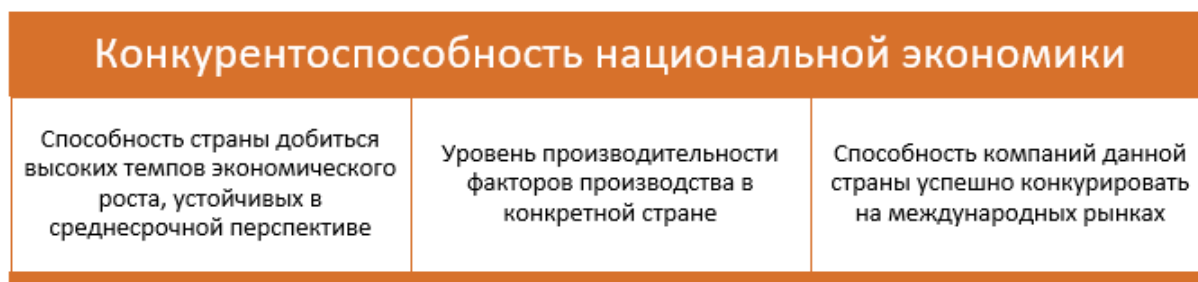 Конкурентоспособность национальной экономики
Способность страны добиться
высоких темпов экономического
роста, устойчивых в
среднесрочной перспективе
Уровень производительности
факторов производства в
конкретной стране
Способность компаний данной
страны успешно конкурировать
на международных рынках